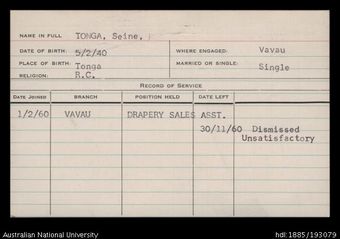 NAME IN FULL TONGA, Seine,
DATE OF BIRTH: 5/2/40 WHERE ENGAGED: Vavau
PLACE OF BIRTH: Tonga MARRIED OR SINGLE: Single
RELIGION: R.C.
RECORD OF SERVICE
DATE JOINED BRANCH POSITION HELD DATE LEFT
1/2/60 VAVAU DRAPERY SALES ASST.
30/11/60 Dismissed
Unsatisfactory
Australian National University hdl:1885/193079